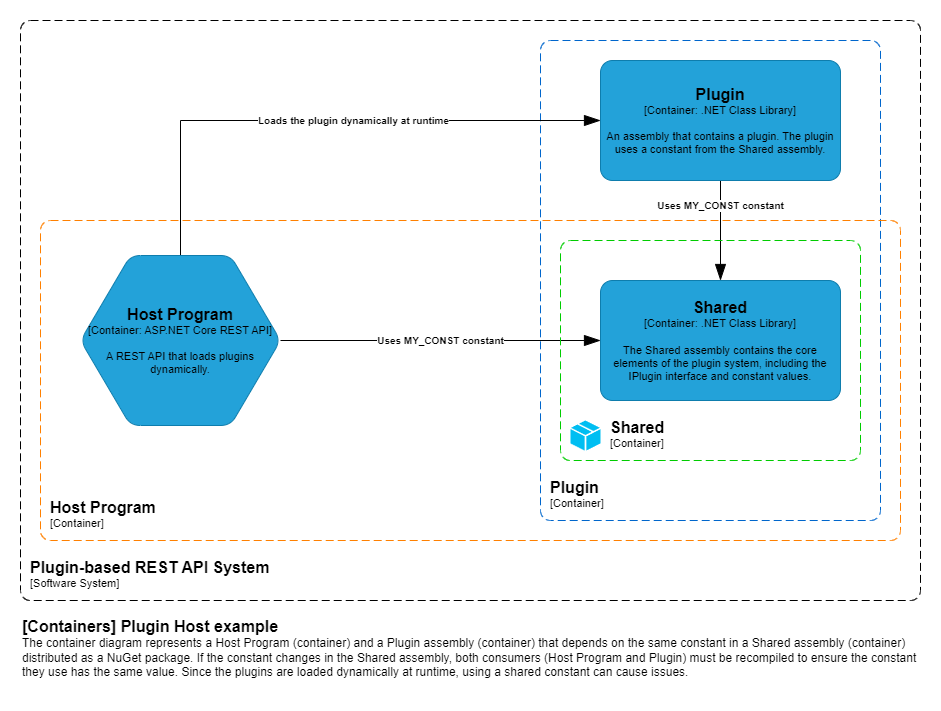 Plugin
[Container: .NET Class Library]
An assembly that contains a plugin. The plugin
uses a constant from the Shared assembly.
Loads the plugin dynamically at runtime
Uses MY_CONST constant
Host Program
[Container: ASP.NET Core REST API]
A REST API that loads plugins
dynamically.
Uses MY_CONST constant
Shared
[Container: .NET Class Library]
The Shared assembly contains the core
elements of the plugin system, including the
IPlugin interface and constant values.
Shared
[Container]
Plugin
[Container]
Host Program
[Container]
Plugin-based REST API System
[Software System]
[Containers] Plugin Host example
The container diagram represents a Host Program (container) and a Plugin assembly (container) that depends on the same constant in a Shared assembly (container)
distributed as a NuGet package. If the constant changes in the Shared assembly, both consumers (Host Program and Plugin) must be recompiled to ensure the constant
they use has the same value. Since the plugins are loaded dynamically at runtime, using a shared constant can cause issues.